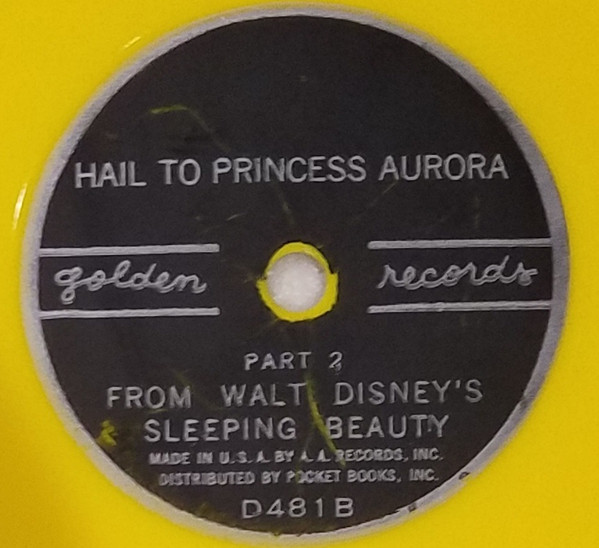 HAIL TO PRINCESS AURORA
golden records
PART 2
FROM WALT DISNEY'S
SLEEPING BEAUTY
MADE IN U.S.A. BY A.A. RECORDS, INC.
DISTRIBUTED BY POCKET BOOKS, INC.
D481B